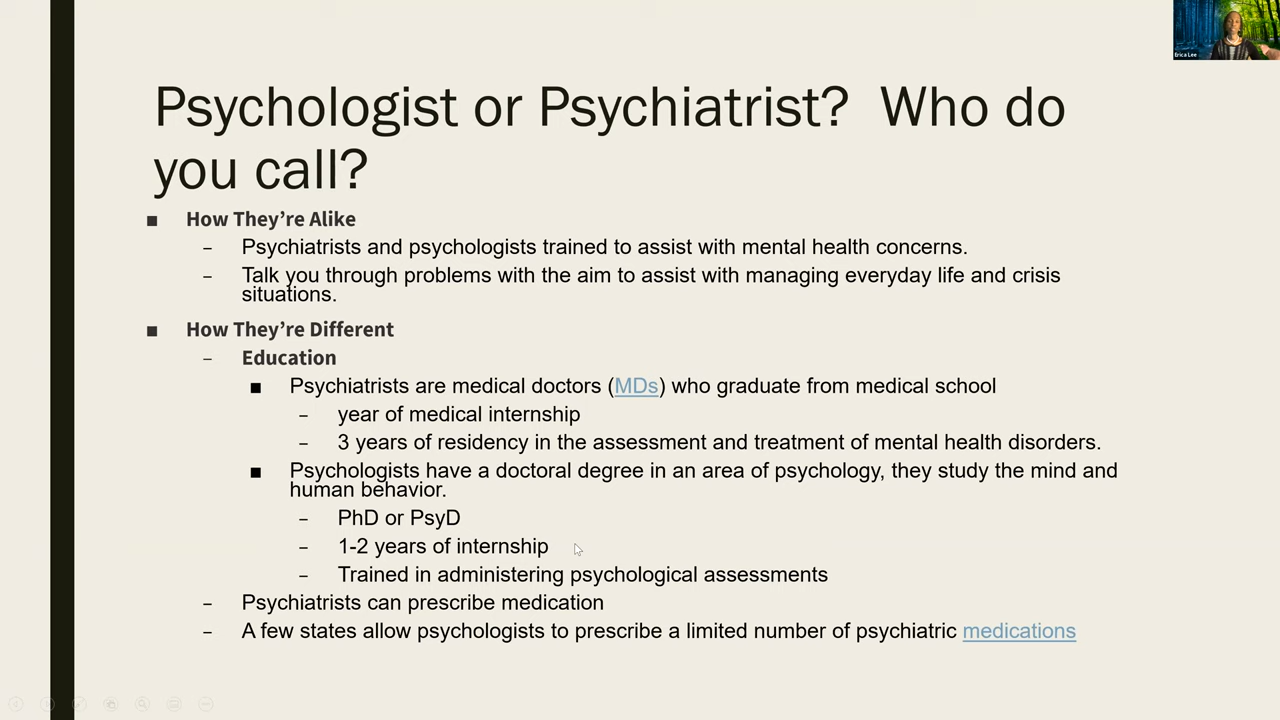 Erica Lee
Psychologist or Psychiatrist?  Who do
you call?
■ How They’re Alike
– Psychiatrists and psychologists trained to assist with mental health concerns.
– Talk you through problems with the aim to assist with managing everyday life and crisis
situations.
■ How They’re Different
– Education
■ Psychiatrists are medical doctors (MDs) who graduate from medical school
– year of medical internship
– 3 years of residency in the assessment and treatment of mental health disorders.
■ Psychologists have a doctoral degree in an area of psychology, they study the mind and
human behavior.
– PhD or PsyD
– 1-2 years of internship
– Trained in administering psychological assessments
– Psychiatrists can prescribe medication
– A few states allow psychologists to prescribe a limited number of psychiatric medications